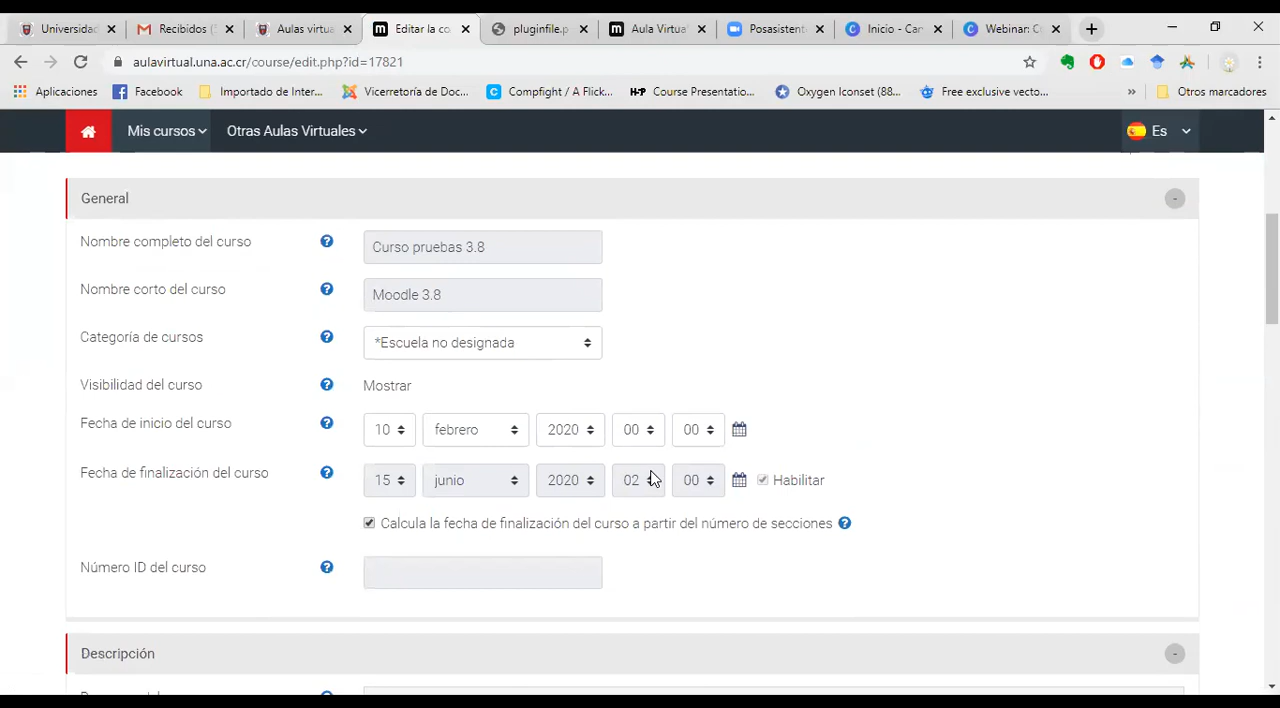 Universidad
Recibidos (5
Aulas virtua
Editar la co
pluginfile.p
Aula Virtual
Posasistent
Inicio - Can
Webinar: C
aulavirtual.una.ac.cr/course/edit.php?id=17821
Aplicaciones
Facebook
Importado de Inter...
Vicerretoría de Doc...
Compfight / A Flick...
H-P Course Presentatio...
Oxygen Iconset (88...
Free exclusive vecto...
»
Otros marcadores
Mis cursos
Otras Aulas Virtuales
Es
General
-
Nombre completo del curso ? Curso pruebas 3.8
Nombre corto del curso ? Moodle 3.8
Categoría de cursos ? *Escuela no designada
Visibilidad del curso ? Mostrar
Fecha de inicio del curso ? 10 febrero 2020 00 00
Fecha de finalización del curso ? 15 junio 2020 02 00 Habilitar
Calcula la fecha de finalización del curso a partir del número de secciones ?
Número ID del curso ?
Descripción
-